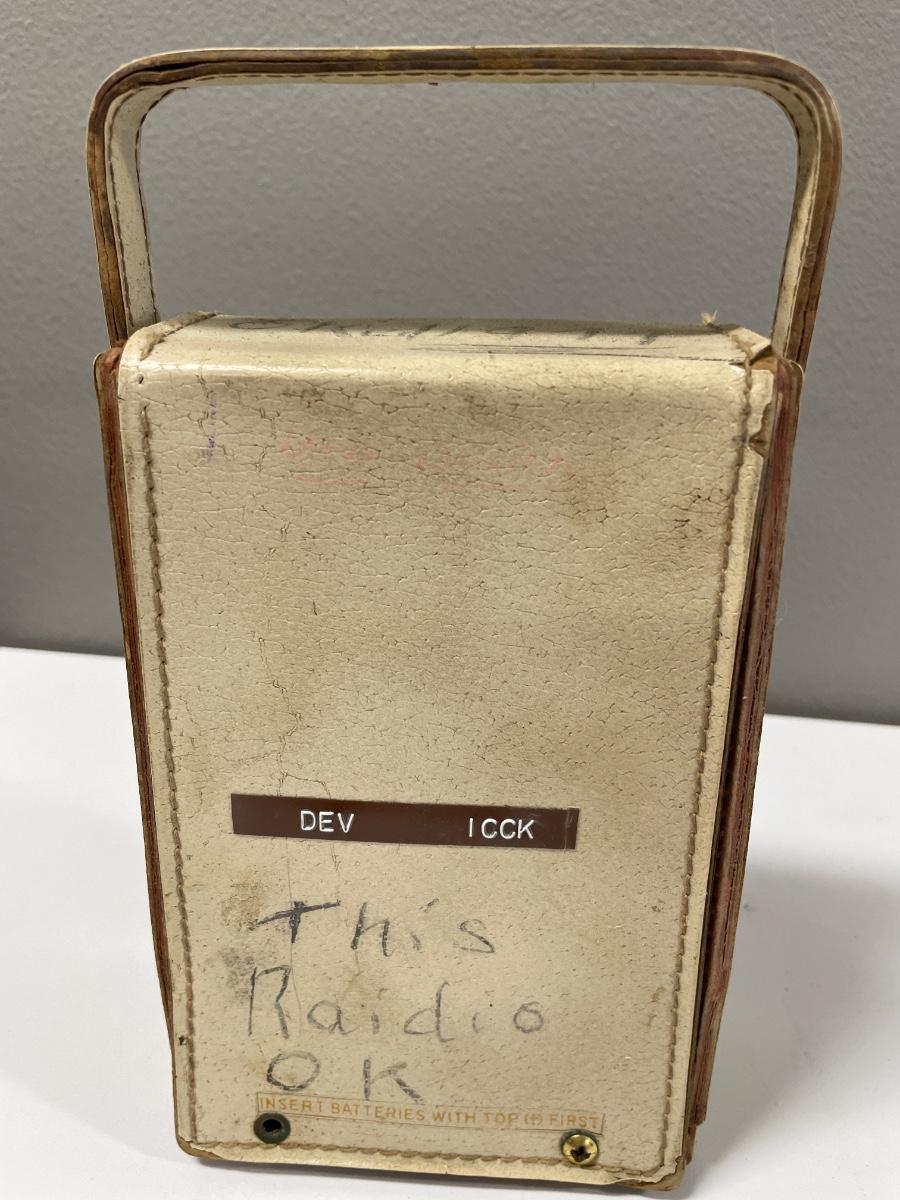 DEV ICCK
This
Raidio
OK
INSERT BATTERIES WITH TOP (+) FIRST